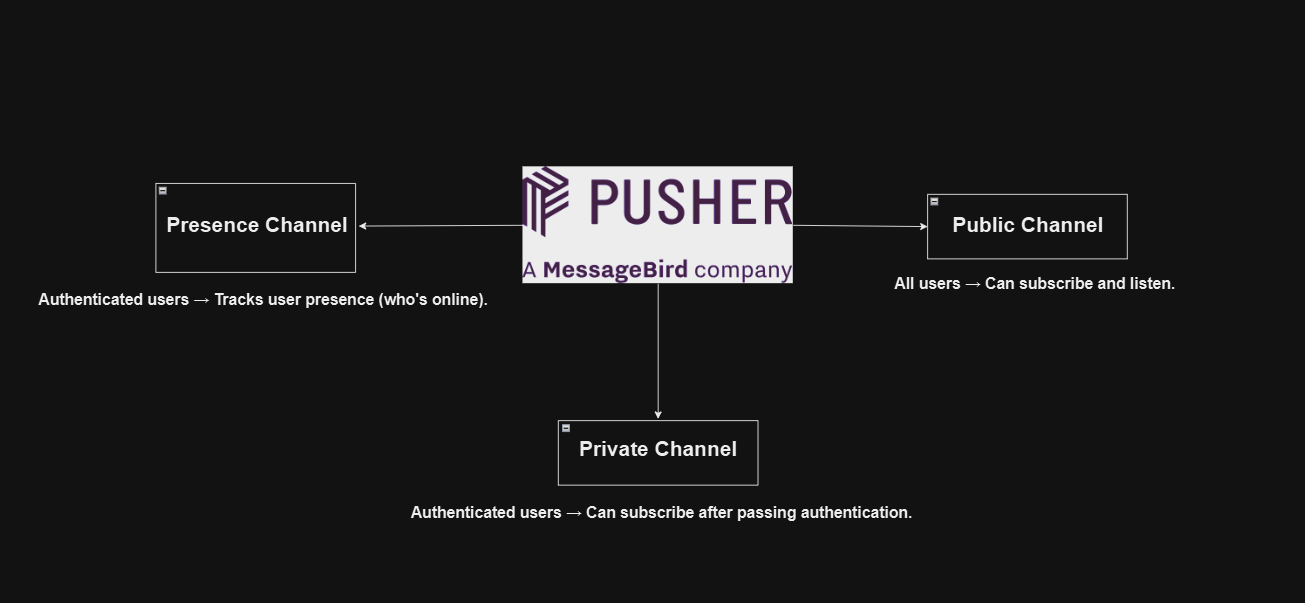 PUSHER
A MessageBird company
Presence Channel
Public Channel
Authenticated users → Tracks user presence (who's online).
All users → Can subscribe and listen.
Private Channel
Authenticated users → Can subscribe after passing authentication.